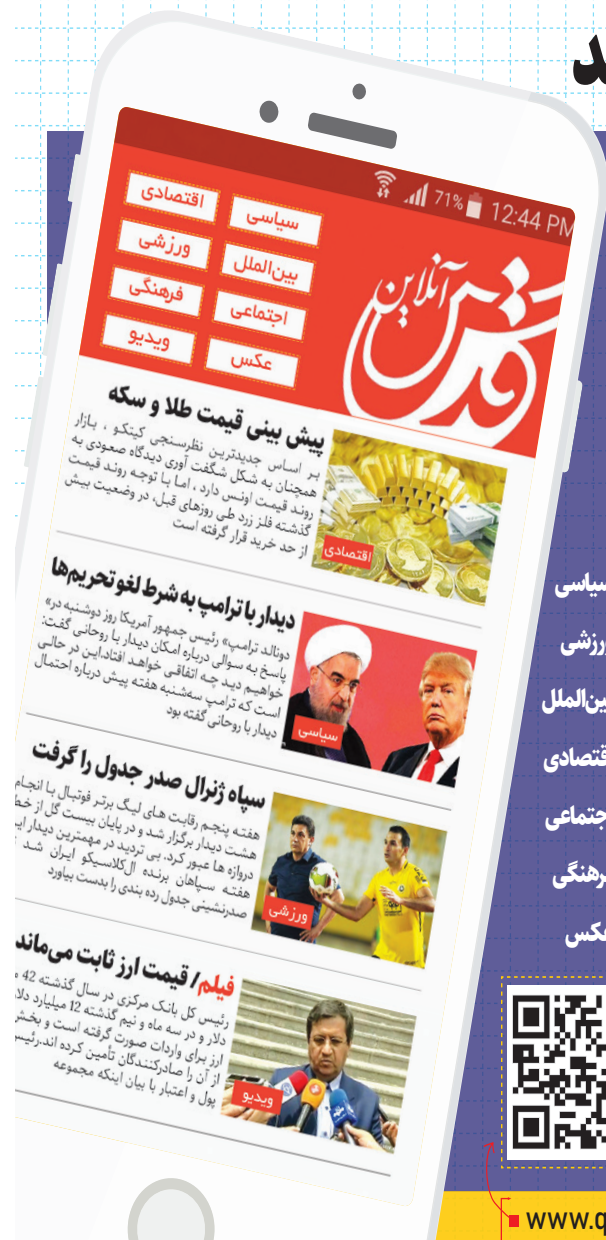 71% 12:44 PM
قدس آنلاین
سیاسی
اقتصادی
بین‌الملل
ورزشی
اجتماعی
فرهنگی
عکس
ویدیو
پیش بینی قیمت طلا و سکه
بر اساس جدیدترین نظرسنجی کیتکو ، بازار
همچنان به شکل شگفت آوری دیدگاه صعودی به
روند قیمت اونس دارد ، اما با توجه روند قیمت
گذشته فلز زرد طی روزهای قبل، در وضعیت بیش
از حد خرید قرار گرفته است
اقتصادی
دیدار با ترامپ به شرط لغو تحریم‌ها
دونالد ترامپ» رئیس جمهور آمریکا روز دوشنبه در»
پاسخ به سوالی درباره امکان دیدار با روحانی گفت:
خواهیم دید چه اتفاقی خواهد افتاد.این در حالی
است که ترامپ سه‌شنبه هفته پیش درباره احتمال
دیدار با روحانی گفته بود
سیاسی
سپاه ژنرال صدر جدول را گرفت
هفته پنجم رقابت های لیگ برتر فوتبال با انجام
هشت دیدار برگزار شد و در پایان بیست گل از خط
دروازه ها عبور کرد. بی تردید در مهمترین دیدار
هفته سپاهان برنده ال‌کلاسیکو ایران شد
صدرنشینی جدول رده بندی را بدست بیاورد
ورزشی
فیلم/ قیمت ارز ثابت می‌ماند
رئیس کل بانک مرکزی در سال گذشته 42
دلار و در سه ماه و نیم گذشته 12 میلیارد دلار
ارز برای واردات صورت گرفته است و بخش
از آن را صادرکنندگان تأمین کرده اند.رئیس
پول و اعتبار با بیان اینکه مجموعه
ویدیو
سیاسی
ورزشی
بین‌الملل
اقتصادی
اجتماعی
فرهنگی
عکس
www.q